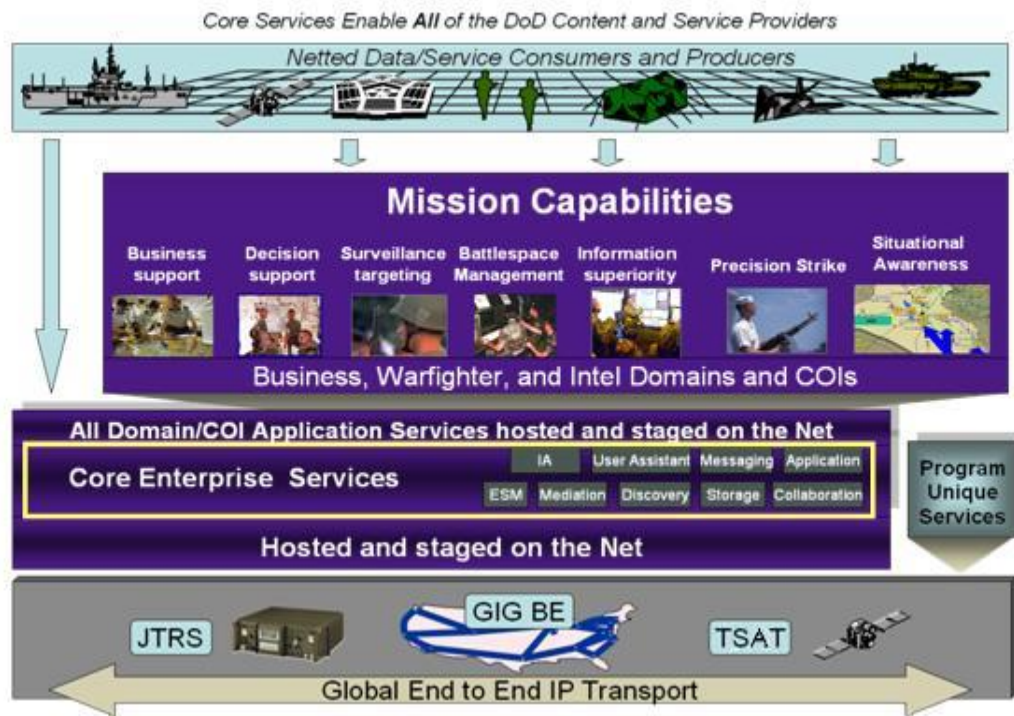 Core Services Enable All of the DoD Content and Service Providers
Netted Data/Service Consumers and Producers
Mission Capabilities
Business support
Decision support
Surveillance targeting
Battlespace Management
Information superiority
Precision Strike
Situational Awareness
Business, Warfighter, and Intel Domains and COIs
All Domain/COI Application Services hosted and staged on the Net
Core Enterprise Services
IA
User Assistant
Messaging
Application
ESM
Mediation
Discovery
Storage
Collaboration
Hosted and staged on the Net
Program
Unique
Services
JTRS
GIG BE
TSAT
Global End to End IP Transport